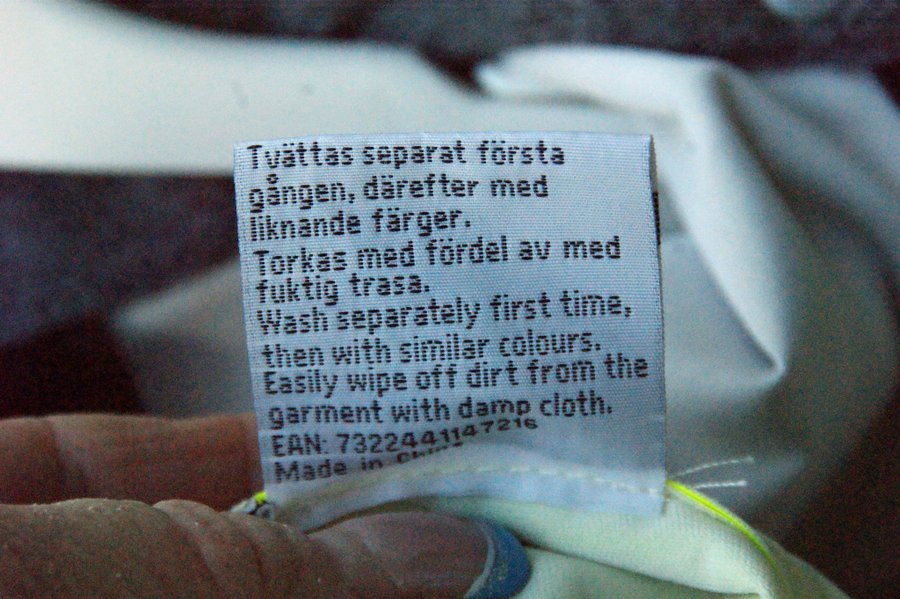 Tvättas separat första
gången, därefter med
liknande färger.
Torkas med fördel av med
fuktig trasa.
Wash separately first time,
then with similar colours.
Easily wipe off dirt from the
garment with damp cloth.
EAN: 7322441147216
Made in China